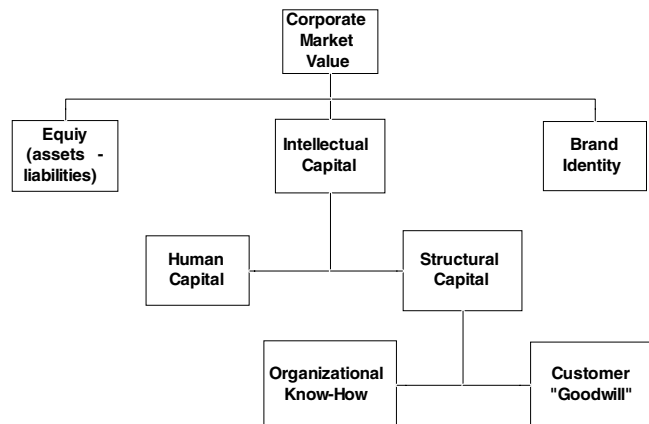 Corporate
Market
Value
Equiy
(assets -
liabilities)
Intellectual
Capital
Brand
Identity
Human
Capital
Structural
Capital
Organizational
Know-How
Customer
"Goodwill"